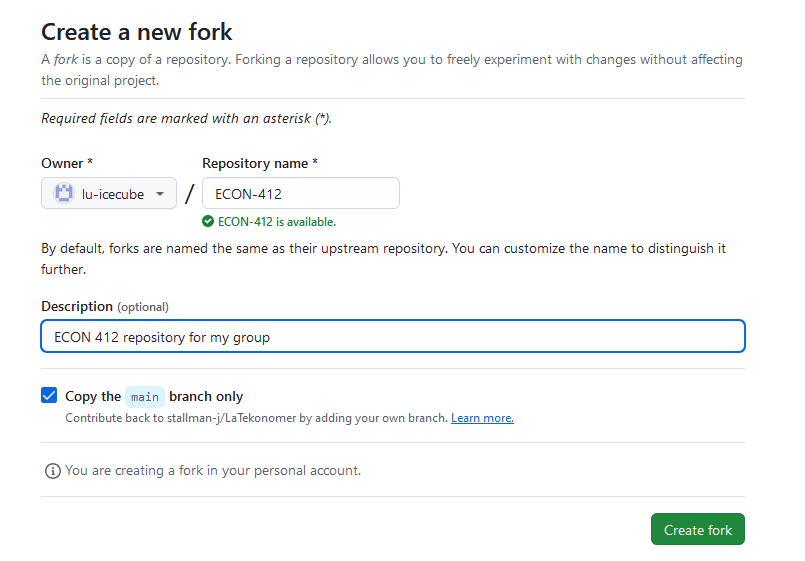 Create a new fork
A fork is a copy of a repository. Forking a repository allows you to freely experiment with changes without affecting
the original project.
Required fields are marked with an asterisk (*).
Owner * Repository name *
lu-icecube / ECON-412
ECON-412 is available.
By default, forks are named the same as their upstream repository. You can customize the name to distinguish it
further.
Description (optional)
ECON 412 repository for my group
Copy the main branch only
Contribute back to stallman-j/LaTekonomer by adding your own branch. Learn more.
You are creating a fork in your personal account.
Create fork